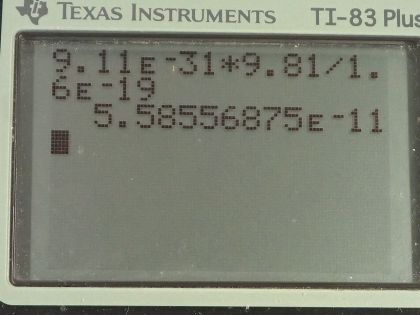 TEXAS INSTRUMENTS TI-83 Plus
9.11ᴇ⁻31*9.81/1.
6ᴇ⁻19
5.58556875ᴇ⁻11